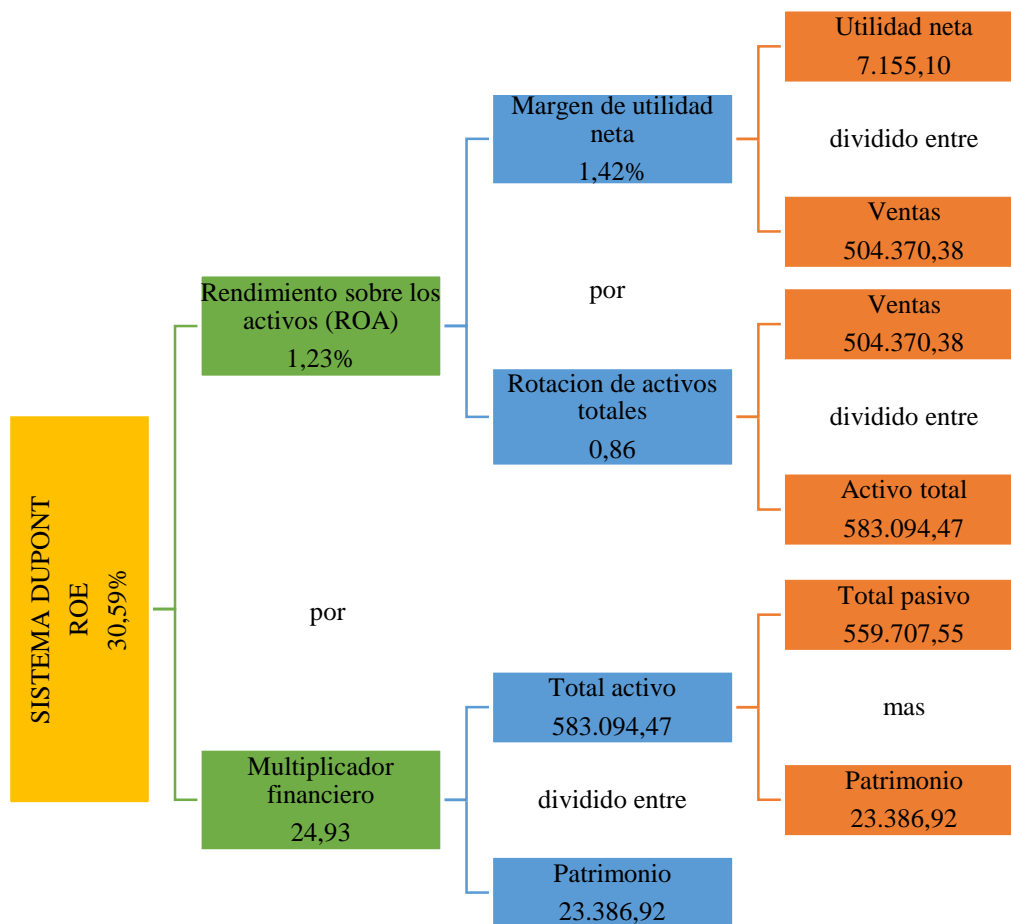 SISTEMA DUPONT
ROE
30,59%
Rendimiento sobre los
activos (ROA)
1,23%
por
Multiplicador
financiero
24,93
Margen de utilidad
neta
1,42%
por
Rotacion de activos
totales
0,86
Total activo
583.094,47
dividido entre
Patrimonio
23.386,92
Utilidad neta
7.155,10
dividido entre
Ventas
504.370,38
Ventas
504.370,38
dividido entre
Activo total
583.094,47
Total pasivo
559.707,55
mas
Patrimonio
23.386,92